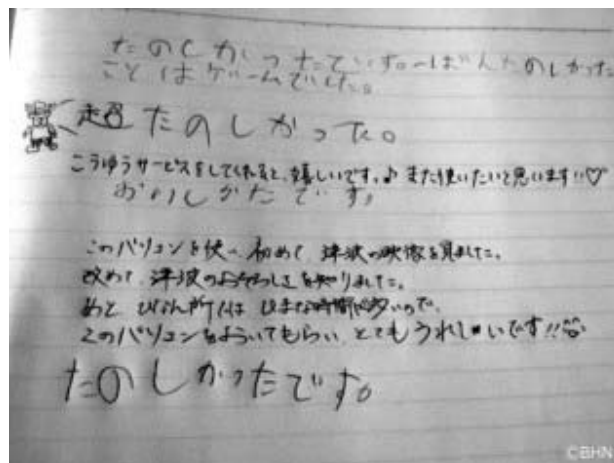 たのしかったでいす。いちばんたのしかった
ことはゲームでした。
超たのしかった。
こうゆうサービスをしてくれると、嬉しいです。♪ また使いたいと思います!!♡
おのしかたです。
このパソコンを使い、初めて、津波の映像を見ました。
改めて、津波のおそろしさを知りました。
あと ひなん所では ひまな時間が多いので、
このパソコンをよういてもらい、とてもうれしいです!!
たのしかったです。
©BHN